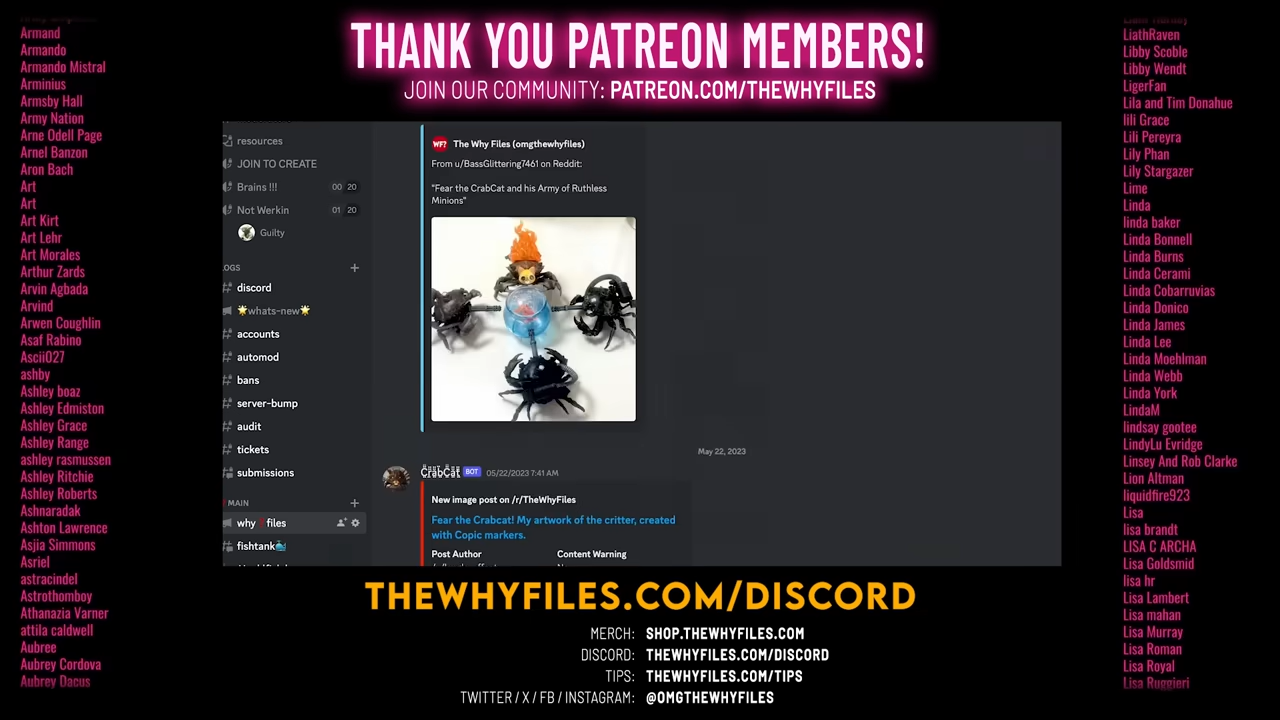 THANK YOU PATREON MEMBERS!
JOIN OUR COMMUNITY: PATREON.COM/THEWHYFILES
Armand
Armando
Armando Mistral
Arminius
Armsby Hall
Army Nation
Arne Odell Page
Arnel Banzon
Aron Bach
Art
Art
Art Kirt
Art Lehr
Art Morales
Arthur Zards
Arvin Agbada
Arvind
Arwen Coughlin
Asaf Rabino
Ascii027
ashby
Ashley boaz
Ashley Edmiston
Ashley Grace
Ashley Range
ashley rasmussen
Ashley Ritchie
Ashley Roberts
Ashnaradak
Ashton Lawrence
Asjia Simmons
Asriel
astracindel
Astrothomboy
Athanazia Varner
attila caldwell
Aubree
Aubrey Cordova
Aubrey Dacus
resources
JOIN TO CREATE
Brains !!! 00 20
Not Werkin 01 20
Guilty
OGS
discord
whats-new
accounts
automod
bans
server-bump
audit
tickets
submissions
MAIN
why files
fishtank
WF? The Why Files (omgthewhyfiles)
From u/BassGlittering7461 on Reddit:
"Fear the CrabCat and his Army of Ruthless
Minions"
May 22, 2023
CrabCat BOT 05/22/2023 7:41 AM
New image post on /r/TheWhyFiles
Fear the Crabcat! My artwork of the critter, created
with Copic markers.
Post Author Content Warning
LiathRaven
Libby Scoble
Libby Wendt
LigerFan
Lila and Tim Donahue
lili Grace
Lili Pereyra
Lily Phan
Lily Stargazer
Lime
Linda
linda baker
Linda Bonnell
Linda Burns
Linda Cerami
Linda Cobarruvias
Linda Donico
Linda James
Linda Lee
Linda Moehlman
Linda Webb
Linda York
LindaM
lindsay gootee
LindyLu Evridge
Linsey And Rob Clarke
Lion Altman
liquidfire923
Lisa
lisa brandt
LISA C ARCHA
Lisa Goldsmid
lisa hr
Lisa Lambert
Lisa mahan
Lisa Murray
Lisa Roman
Lisa Royal
Lisa Ruggieri
THEWHYFILES.COM/DISCORD
MERCH: SHOP.THEWHYFILES.COM
DISCORD: THEWHYFILES.COM/DISCORD
TIPS: THEWHYFILES.COM/TIPS
TWITTER / X / FB / INSTAGRAM: @OMGTHEWHYFILES